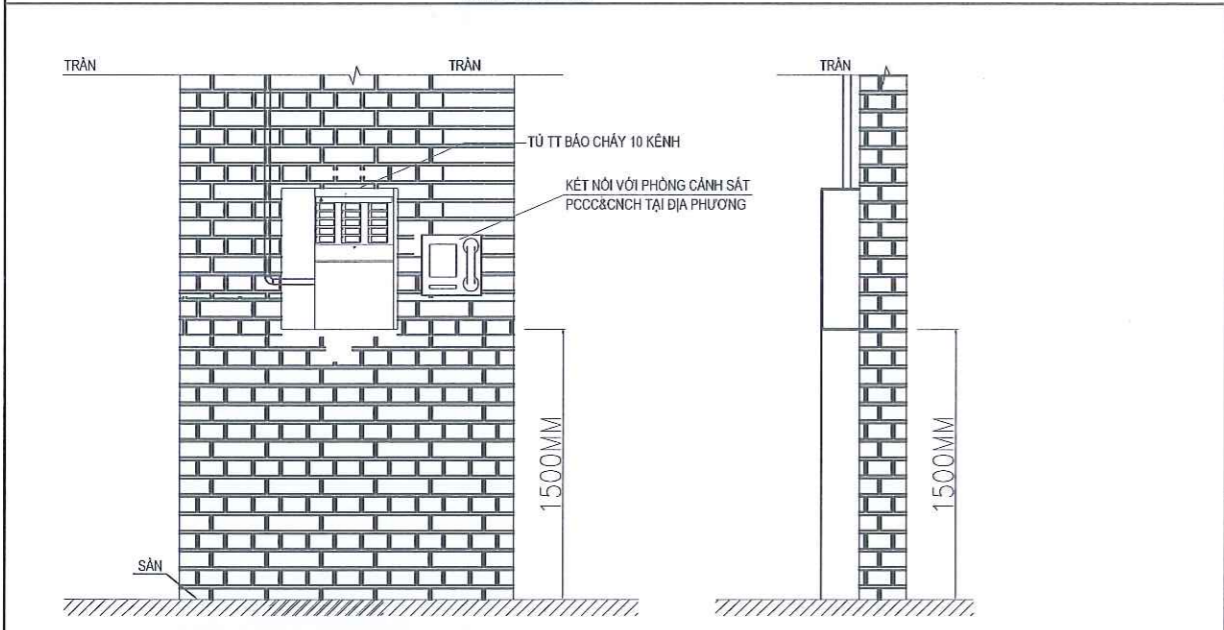 TRẦN
TRẦN
TRẦN
TỦ TT BÁO CHÁY 10 KÊNH
KẾT NỐI VỚI PHÒNG CẢNH SÁT
PCCC&CNCH TẠI ĐỊA PHƯƠNG
1500MM
1500MM
SÀN